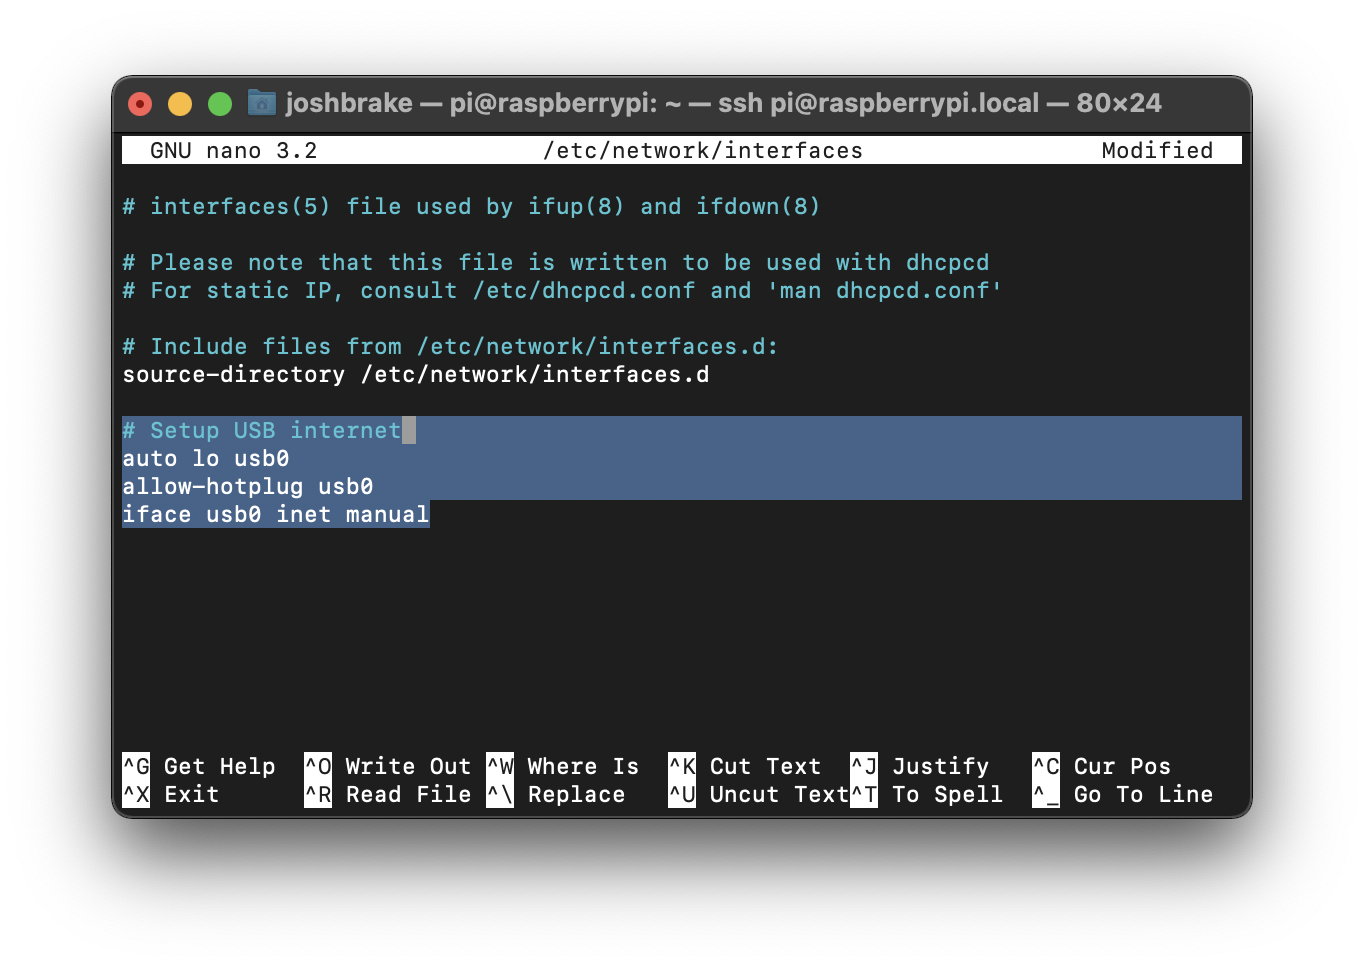 joshbrake — pi@raspberrypi: ~ — ssh pi@raspberrypi.local — 80×24
GNU nano 3.2 /etc/network/interfaces Modified
# interfaces(5) file used by ifup(8) and ifdown(8)
# Please note that this file is written to be used with dhcpcd
# For static IP, consult /etc/dhcpcd.conf and 'man dhcpcd.conf'
# Include files from /etc/network/interfaces.d:
source-directory /etc/network/interfaces.d
# Setup USB internet
auto lo usb0
allow-hotplug usb0
iface usb0 inet manual
^G Get Help ^O Write Out ^W Where Is ^K Cut Text ^J Justify ^C Cur Pos
^X Exit ^R Read File ^\ Replace ^U Uncut Text ^T To Spell ^_ Go To Line